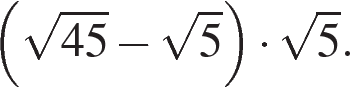 (√45 − √5) · √5.